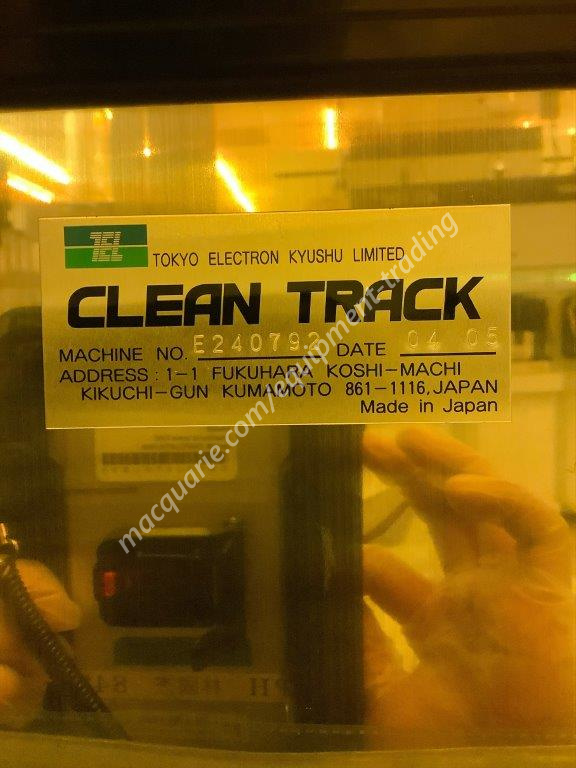 TEL TOKYO ELECTRON KYUSHU LIMITED
CLEAN TRACK
MACHINE NO. E240792 DATE 04 05
ADDRESS : 1-1 FUKUHARA KOSHI-MACHI
KIKUCHI-GUN KUMAMOTO 861-1116, JAPAN
Made in Japan
macquarie.com/equipment-trading